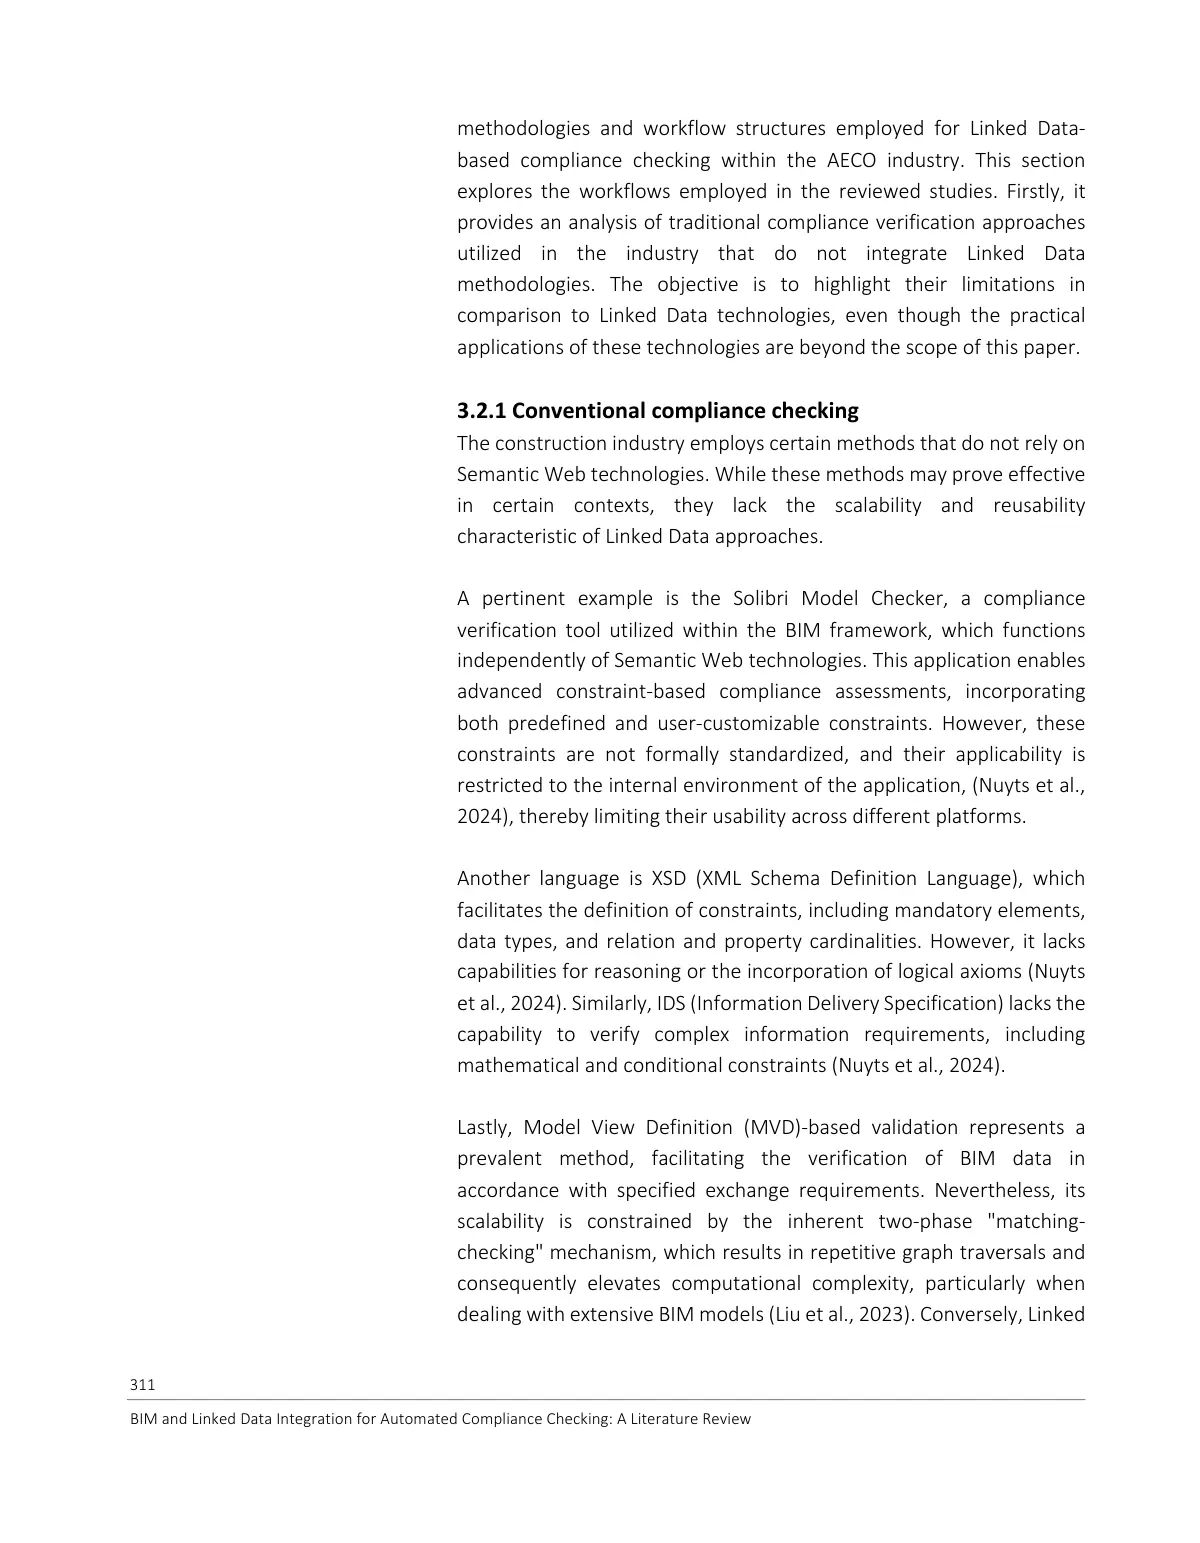 methodologies and workflow structures employed for Linked Data-
based compliance checking within the AECO industry. This section
explores the workflows employed in the reviewed studies. Firstly, it
provides an analysis of traditional compliance verification approaches
utilized in the industry that do not integrate Linked Data
methodologies. The objective is to highlight their limitations in
comparison to Linked Data technologies, even though the practical
applications of these technologies are beyond the scope of this paper.
3.2.1 Conventional compliance checking
The construction industry employs certain methods that do not rely on
Semantic Web technologies. While these methods may prove effective
in certain contexts, they lack the scalability and reusability
characteristic of Linked Data approaches.
A pertinent example is the Solibri Model Checker, a compliance
verification tool utilized within the BIM framework, which functions
independently of Semantic Web technologies. This application enables
advanced constraint-based compliance assessments, incorporating
both predefined and user-customizable constraints. However, these
constraints are not formally standardized, and their applicability is
restricted to the internal environment of the application, (Nuyts et al.,
2024), thereby limiting their usability across different platforms.
Another language is XSD (XML Schema Definition Language), which
facilitates the definition of constraints, including mandatory elements,
data types, and relation and property cardinalities. However, it lacks
capabilities for reasoning or the incorporation of logical axioms (Nuyts
et al., 2024). Similarly, IDS (Information Delivery Specification) lacks the
capability to verify complex information requirements, including
mathematical and conditional constraints (Nuyts et al., 2024).
Lastly, Model View Definition (MVD)-based validation represents a
prevalent method, facilitating the verification of BIM data in
accordance with specified exchange requirements. Nevertheless, its
scalability is constrained by the inherent two-phase "matching-
checking" mechanism, which results in repetitive graph traversals and
consequently elevates computational complexity, particularly when
dealing with extensive BIM models (Liu et al., 2023). Conversely, Linked
311
BIM and Linked Data Integration for Automated Compliance Checking: A Literature Review